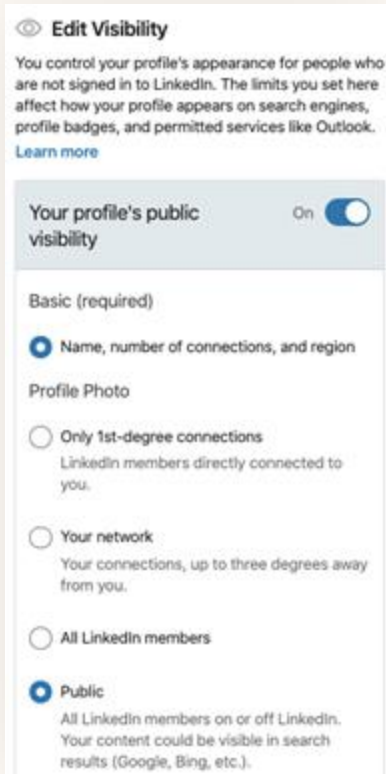 Edit Visibility
You control your profile's appearance for people who
are not signed in to LinkedIn. The limits you set here
affect how your profile appears on search engines,
profile badges, and permitted services like Outlook.
Learn more
Your profile's public
visibility
On
Basic (required)
Name, number of connections, and region
Profile Photo
Only 1st-degree connections
LinkedIn members directly connected to
you.
Your network
Your connections, up to three degrees away
from you.
All LinkedIn members
Public
All LinkedIn members on or off LinkedIn.
Your content could be visible in search
results (Google, Bing, etc.).